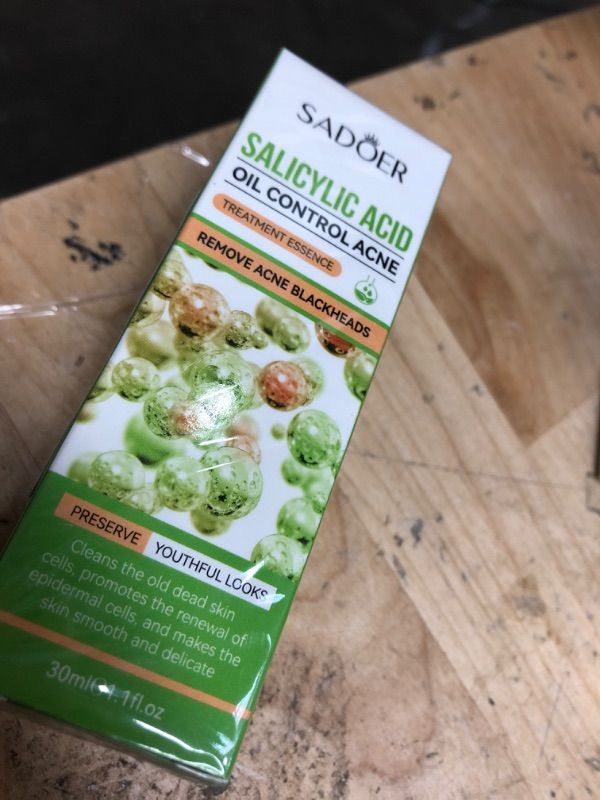 SADOER
SALICYLIC ACID
OIL CONTROL ACNE
TREATMENT ESSENCE
REMOVE ACNE BLACKHEADS
PRESERVE YOUTHFUL LOOKS
Cleans the old dead skin
cells, promotes the renewal of
epidermal cells, and makes the
skin smooth and delicate
30ml℮1.1fl.oz